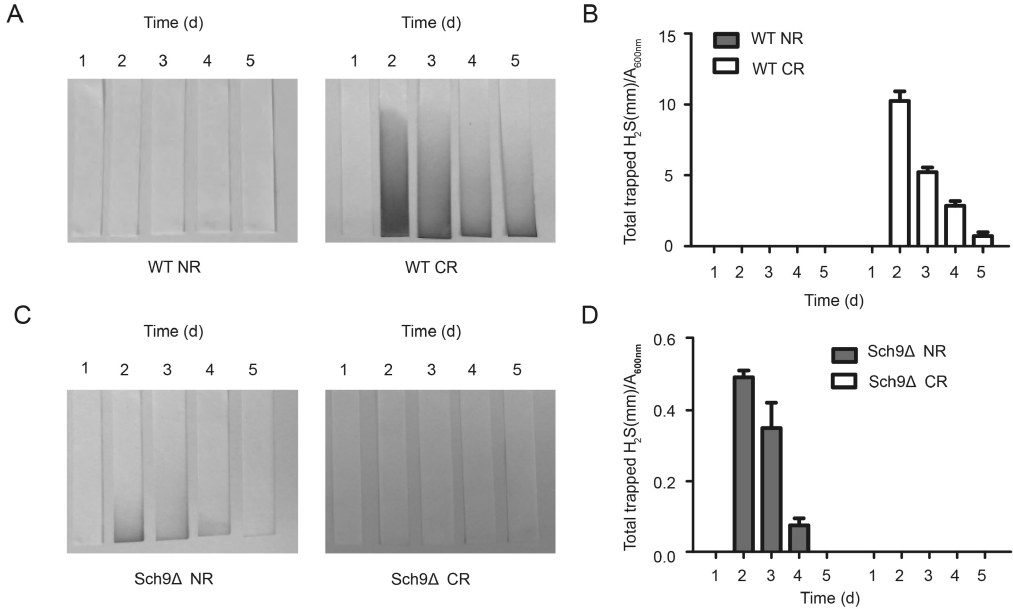 A
Time (d)
1 2 3 4 5
WT NR
Time (d)
1 2 3 4 5
WT CR
B
Total trapped H₂S(mm)/A₆₀₀ₙₘ
15
10
5
0
WT NR
WT CR
1 2 3 4 5 1 2 3 4 5
Time (d)
C
Time (d)
1 2 3 4 5
Sch9Δ NR
Time (d)
1 2 3 4 5
Sch9Δ CR
D
Total trapped H₂S(mm)/A₆₀₀ₙₘ
0.6
0.4
0.2
0.0
Sch9Δ NR
Sch9Δ CR
1 2 3 4 5 1 2 3 4 5
Time (d)